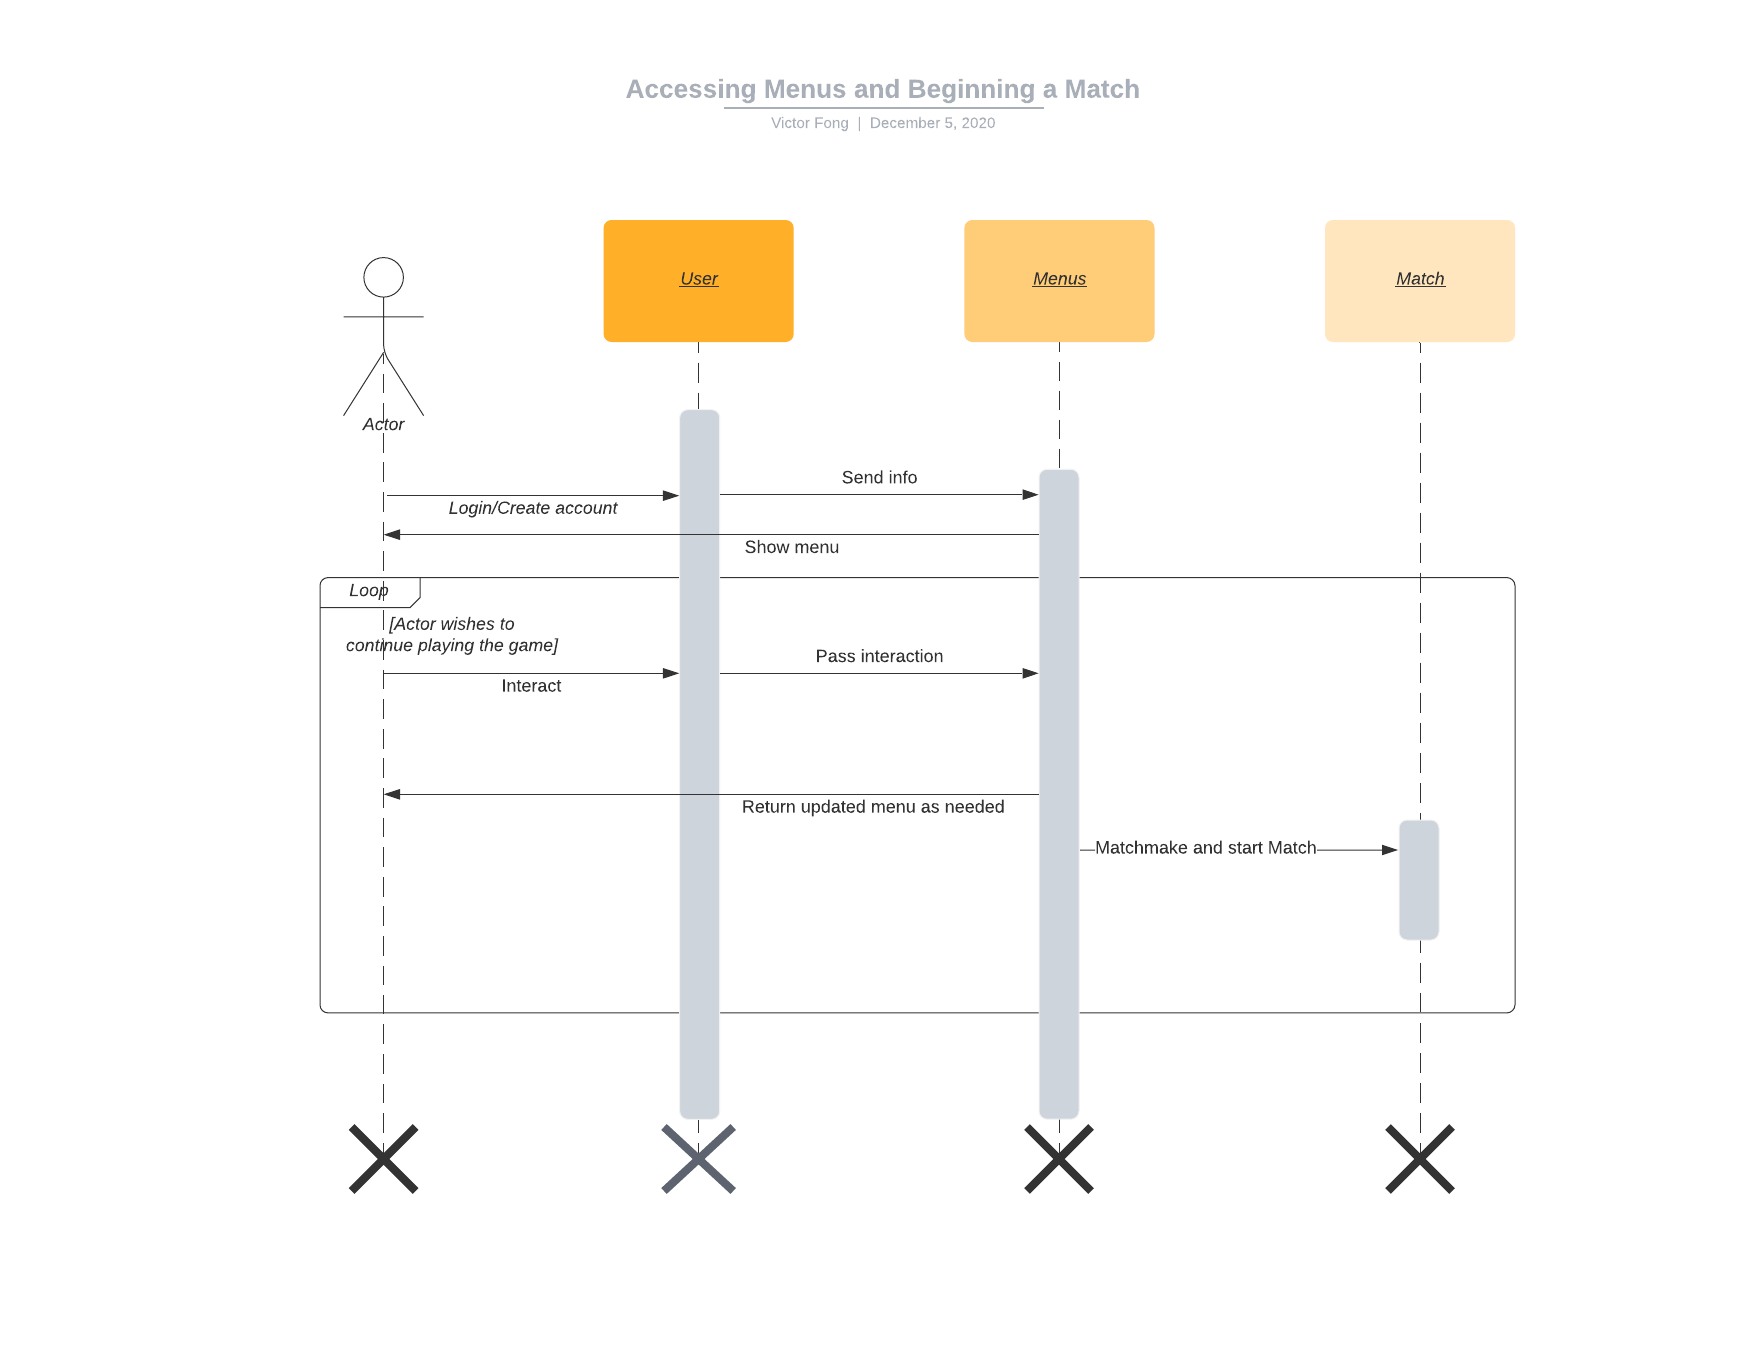 Accessing Menus and Beginning a Match
Victor Fong | December 5, 2020
User
Menus
Match
Actor
Send info
Login/Create account
Show menu
Loop
[Actor wishes to
continue playing the game]
Pass interaction
Interact
Return updated menu as needed
Matchmake and start Match